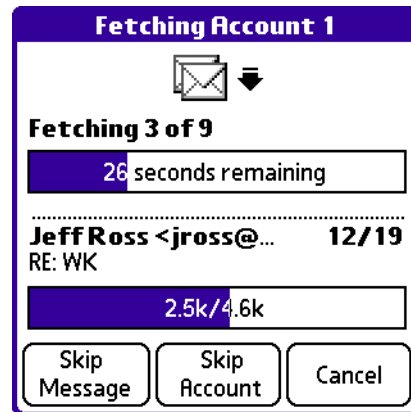 Fetching Account 1
Fetching 3 of 9
26 seconds remaining
Jeff Ross <jross@... 12/19
RE: WK
2.5k/4.6k
Skip Message
Skip Account
Cancel